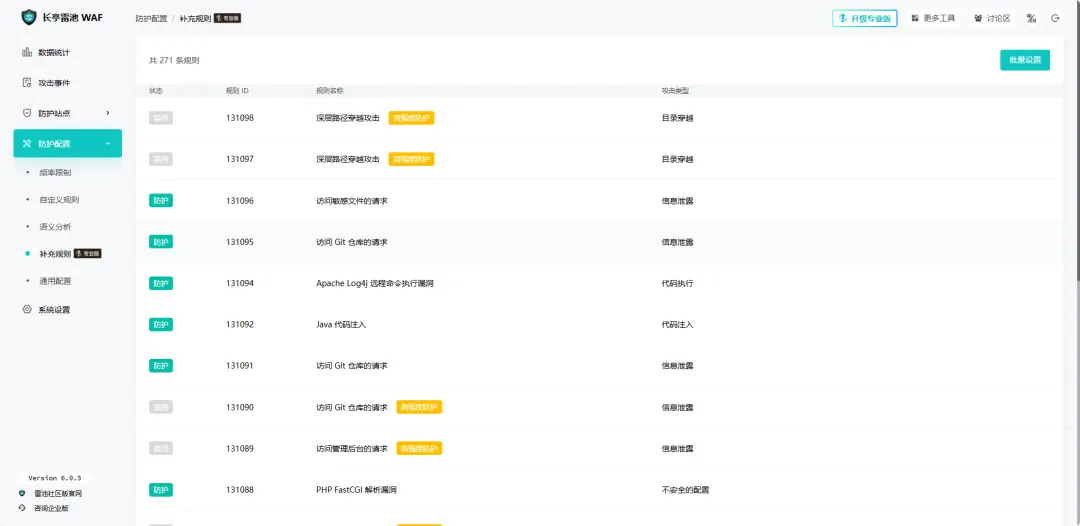 长亭雷池 WAF
防护配置 / 补充规则 专业版
升级专业版 更多工具 讨论区
数据统计
攻击事件
防护站点
防护配置
频率限制
自定义规则
语义分析
补充规则 专业版
通用配置
系统设置
Version 6.0.3
雷池社区版官网
咨询企业版
共 271 条规则 批量设置
状态 规则 ID 规则名称 攻击类型
禁用 131098 深层路径穿越攻击 高强度防护 目录穿越
禁用 131097 深层路径穿越攻击 高强度防护 目录穿越
防护 131096 访问敏感文件的请求 信息泄露
防护 131095 访问 Git 仓库的请求 信息泄露
防护 131094 Apache Log4j 远程命令执行漏洞 代码执行
防护 131092 Java 代码注入 代码注入
防护 131091 访问 Git 仓库的请求 信息泄露
禁用 131090 访问 Git 仓库的请求 高强度防护 信息泄露
禁用 131089 访问管理后台的请求 高强度防护 信息泄露
防护 131088 PHP FastCGI 解析漏洞 不安全的配置